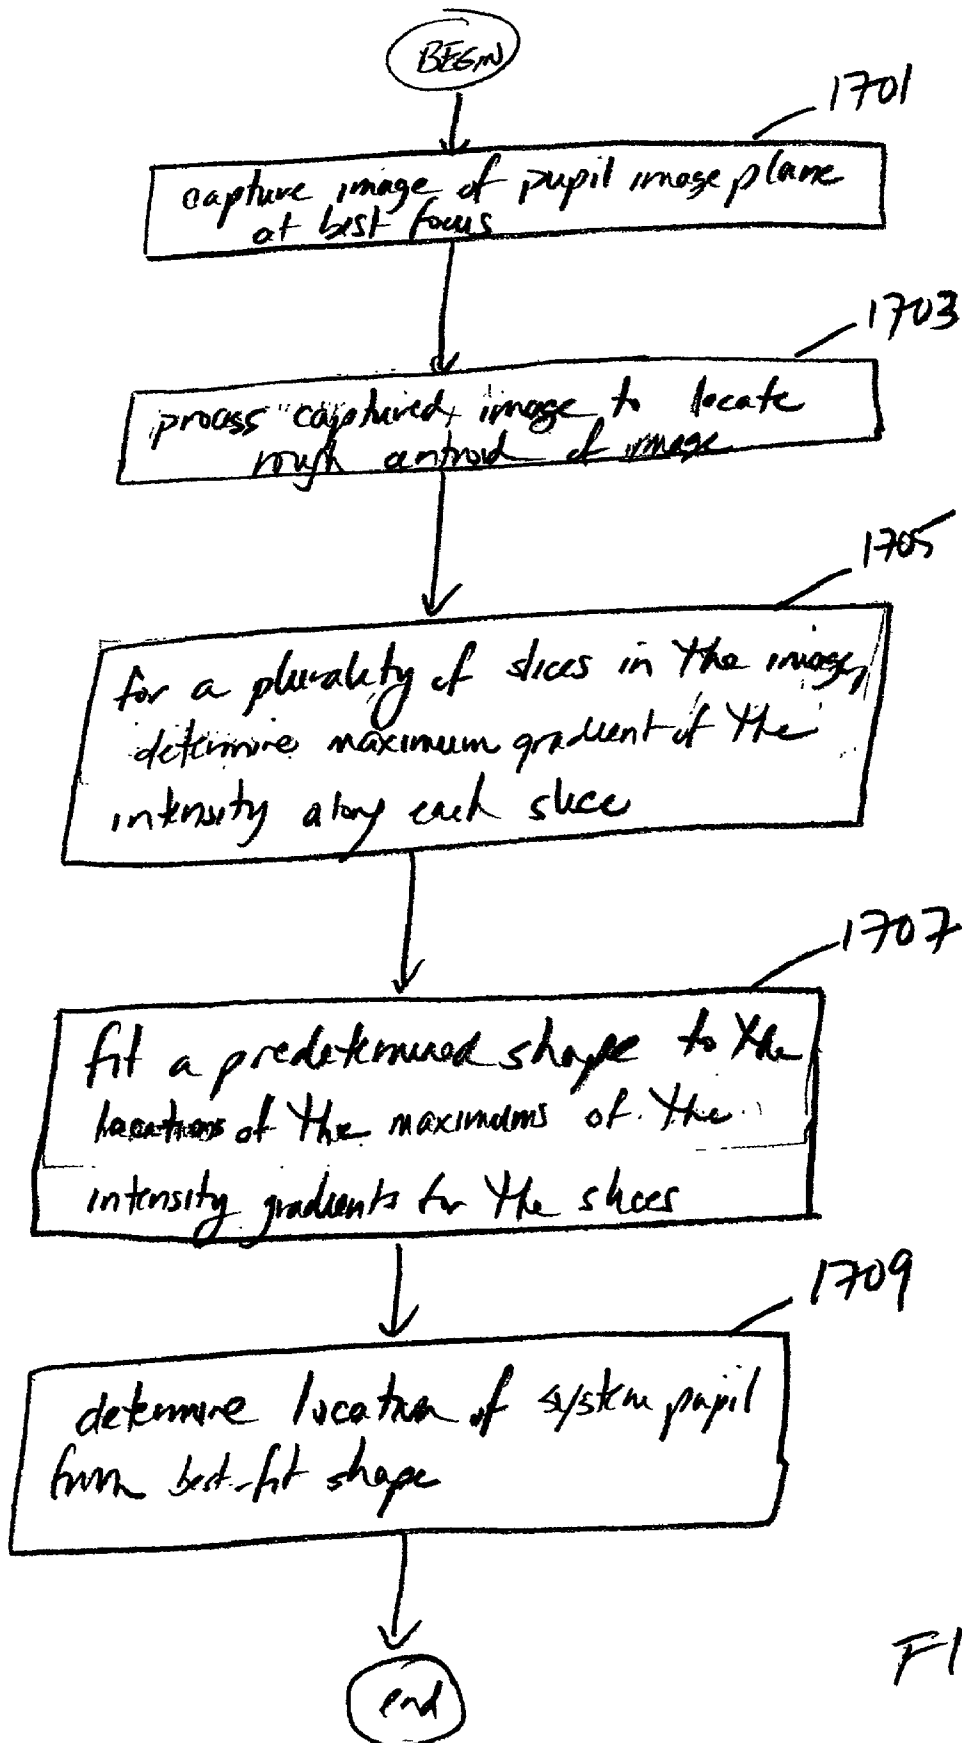 BEGIN
1701
capture image of pupil image plane
at best focus
1703
process captured image to locate
rough centroid of image
1705
for a plurality of slices in the image,
determine maximum gradient of the
intensity along each slice
1707
fit a predetermined shape to the
locations of the maximums of the
intensity gradients for the slices
1709
determine location of system pupil
from best-fit shape
end
FI